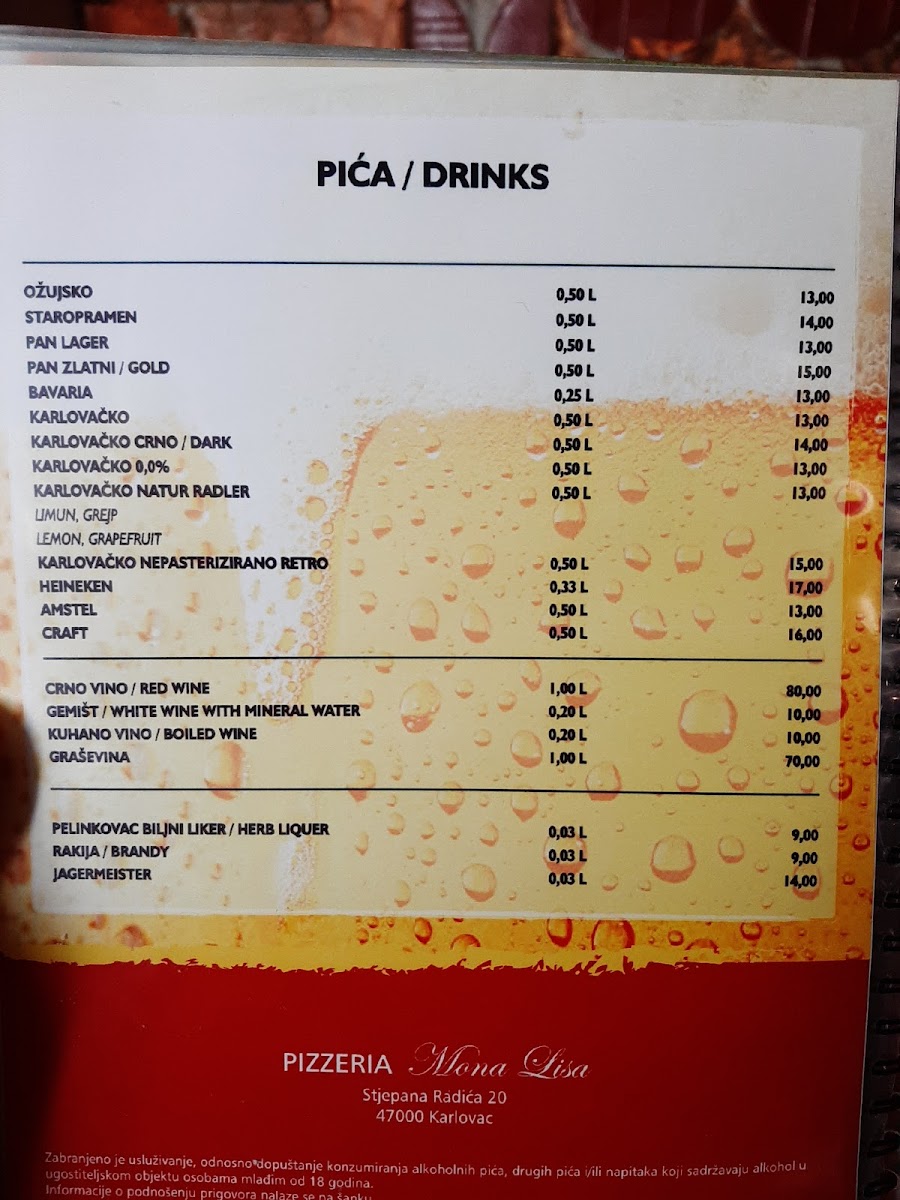 PIĆA / DRINKS
OŽUJSKO 0,50 L 13,00
STAROPRAMEN 0,50 L 14,00
PAN LAGER 0,50 L 13,00
PAN ZLATNI / GOLD 0,50 L 15,00
BAVARIA 0,25 L 13,00
KARLOVAČKO 0,50 L 13,00
KARLOVAČKO CRNO / DARK 0,50 L 14,00
KARLOVAČKO 0,0% 0,50 L 13,00
KARLOVAČKO NATUR RADLER 0,50 L 13,00
LIMUN, GREJP
LEMON, GRAPEFRUIT
KARLOVAČKO NEPASTERIZIRANO RETRO 0,50 L 15,00
HEINEKEN 0,33 L 17,00
AMSTEL 0,50 L 13,00
CRAFT 0,50 L 16,00
CRNO VINO / RED WINE 1,00 L 80,00
GEMIŠT / WHITE WINE WITH MINERAL WATER 0,20 L 10,00
KUHANO VINO / BOILED WINE 0,20 L 10,00
GRAŠEVINA 1,00 L 70,00
PELINKOVAC BILJNI LIKER / HERB LIQUER 0,03 L 9,00
RAKIJA / BRANDY 0,03 L 9,00
JAGERMEISTER 0,03 L 14,00
PIZZERIA Mona Lisa
Stjepana Radića 20
47000 Karlovac
Zabranjeno je usluživanje, odnosno dopuštanje konzumiranja alkoholnih pića, drugih pića i/ili napitaka koji sadržavaju alkohol u
ugostiteljskom objektu osobama mlađim od 18 godina.
Informacije o podnošenju prigovora nalaze se na šanku